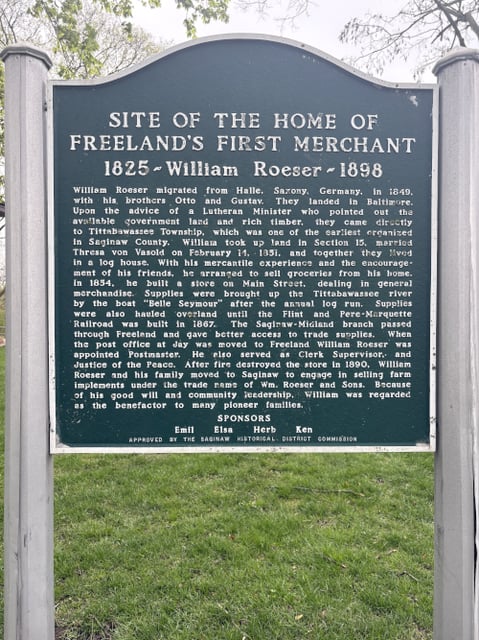 SITE OF THE HOME OF
FREELAND'S FIRST MERCHANT
1825 ~ William Roeser ~ 1898
William Roeser migrated from Halle, Saxony, Germany, in 1849,
with his brothers Otto and Gustav. They landed in Baltimore.
Upon the advice of a Lutheran Minister who pointed out the
available government land and rich timber, they came directly
to Tittabawassee Township, which was one of the earliest organized
in Saginaw County. William took up land in Section 15, married
Thresa von Vasold on February 14, 1851, and together they lived
in a log house. With his mercantile experience and the encourage-
ment of his friends, he arranged to sell groceries from his home.
In 1854, he built a store on Main Street, dealing in general
merchandise. Supplies were brought up the Tittabawassee river
by the boat "Belle Seymour" after the annual log run. Supplies
were also hauled overland until the Flint and Pere-Marquette
Railroad was built in 1867. The Saginaw-Midland branch passed
through Freeland and gave better access to trade supplies. When
the post office at Jay was moved to Freeland William Roeser was
appointed Postmaster. He also served as Clerk Supervisor, and
Justice of the Peace. After fire destroyed the store in 1890, William
Roeser and his family moved to Saginaw to engage in selling farm
implements under the trade name of Wm. Roeser and Sons. Because
of his good will and community leadership, William was regarded
as the benefactor to many pioneer families.
SPONSORS
Emil Elsa Herb Ken
APPROVED BY THE SAGINAW HISTORICAL DISTRICT COMMISSION